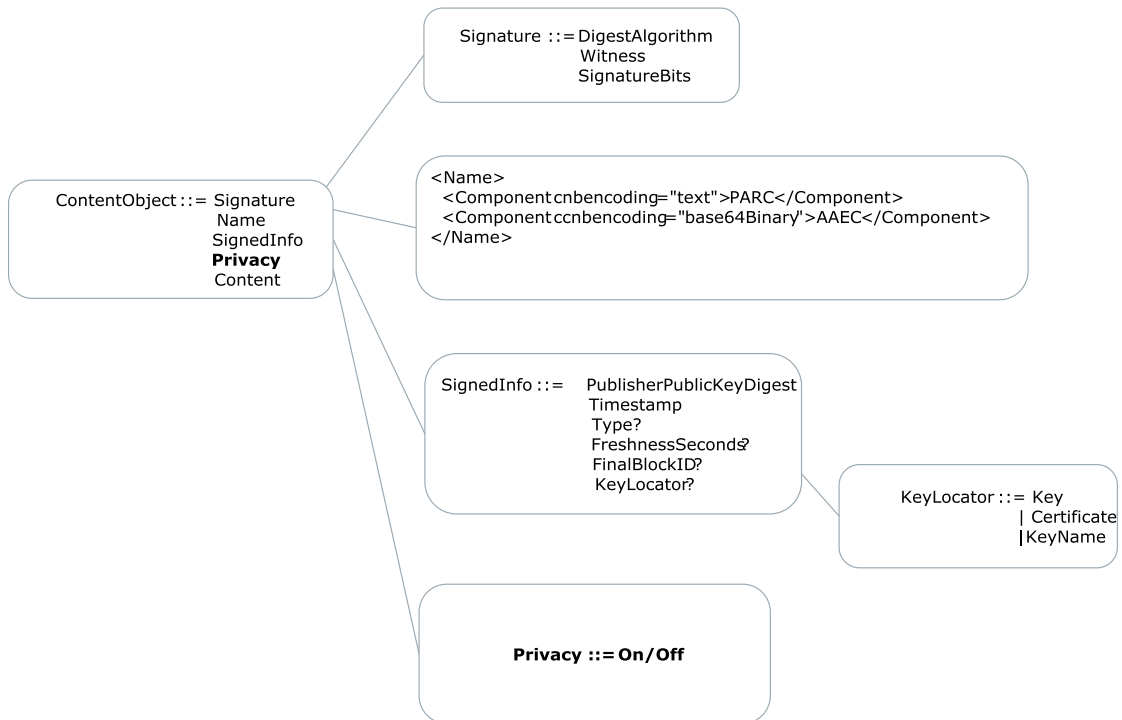 Signature ::= DigestAlgorithm
Witness
SignatureBits
ContentObject ::= Signature
Name
SignedInfo
Privacy
Content
<Name>
<Component cnbencoding="text">PARC</Component>
<Component ccnbencoding="base64Binary">AAEC</Component>
</Name>
SignedInfo ::= PublisherPublicKeyDigest
Timestamp
Type?
FreshnessSeconds?
FinalBlockID?
KeyLocator?
KeyLocator ::= Key
| Certificate
| KeyName
Privacy ::= On/Off